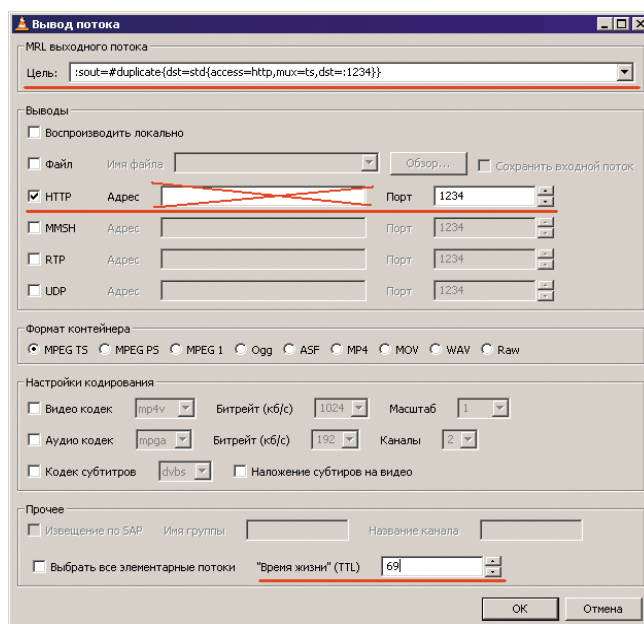 Вывод потока
MRL выходного потока
Цель: :sout=#duplicate{dst=std{access=http,mux=ts,dst=:1234}}
Выводы
Воспроизводить локально
Файл Имя файла Обзор... Сохранить входной поток
HTTP Адрес Порт 1234
MMSH Адрес Порт 1234
RTP Адрес Порт 1234
UDP Адрес Порт 1234
Формат контейнера
MPEG TS MPEG PS MPEG 1 Ogg ASF MP4 MOV WAV Raw
Настройки кодирования
Видео кодек mp4v Битрейт (кб/с) 1024 Масштаб 1
Аудио кодек mpga Битрейт (кб/с) 192 Каналы 2
Кодек субтитров dvbs Наложение субтиров на видео
Прочее
Извещение по SAP Имя группы Название канала
Выбрать все элементарные потоки "Время жизни" (TTL) 69
OK Отмена